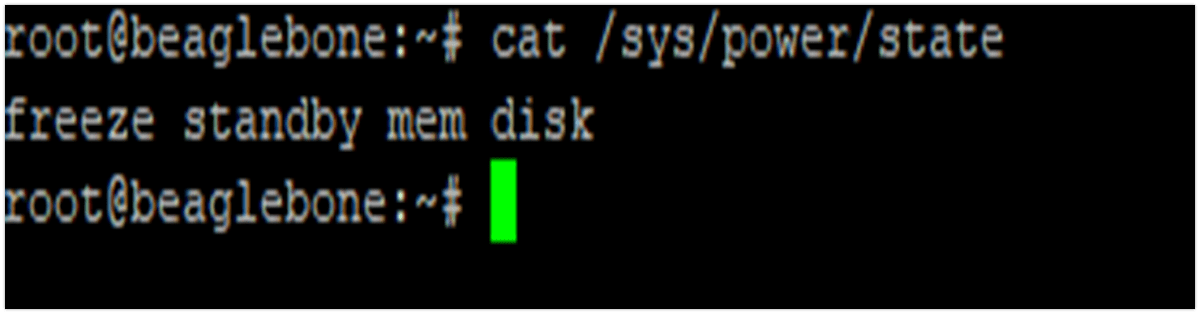 root@beaglebone:~# cat /sys/power/state
freeze standby mem disk
root@beaglebone:~#